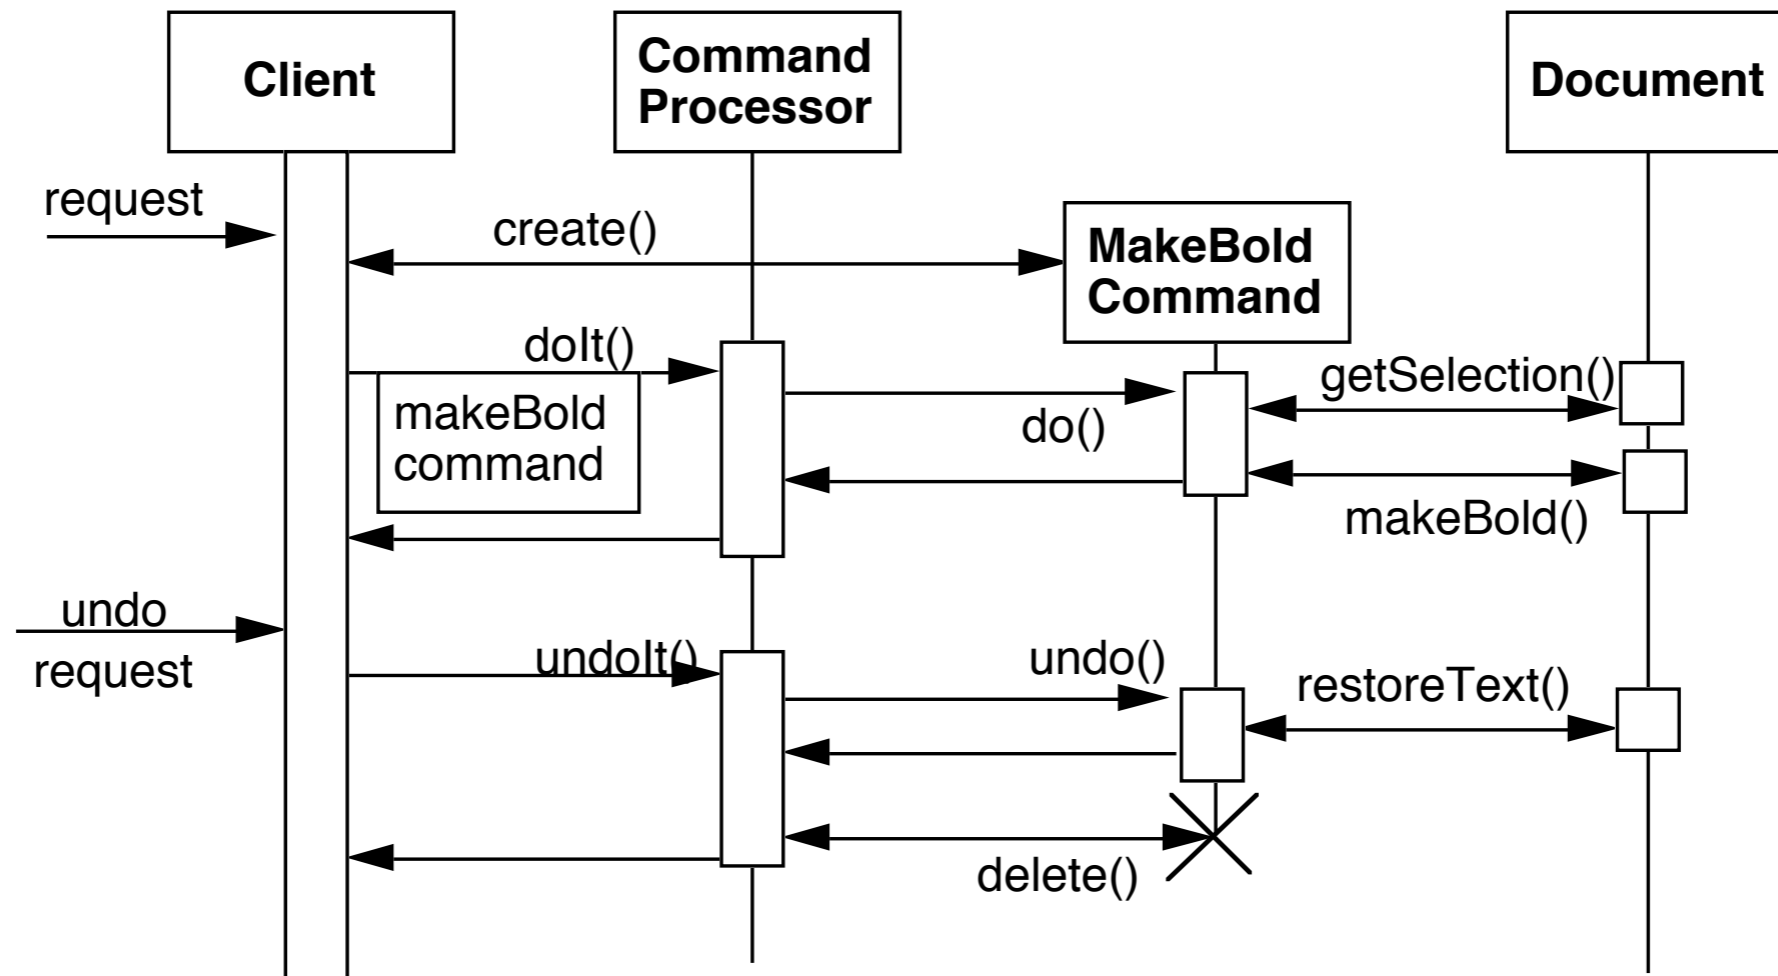 Client
Command
Processor
Document
request
create()
MakeBold
Command
doIt()
getSelection()
makeBold
command
do()
makeBold()
undo
request
undoIt()
undo()
restoreText()
delete()